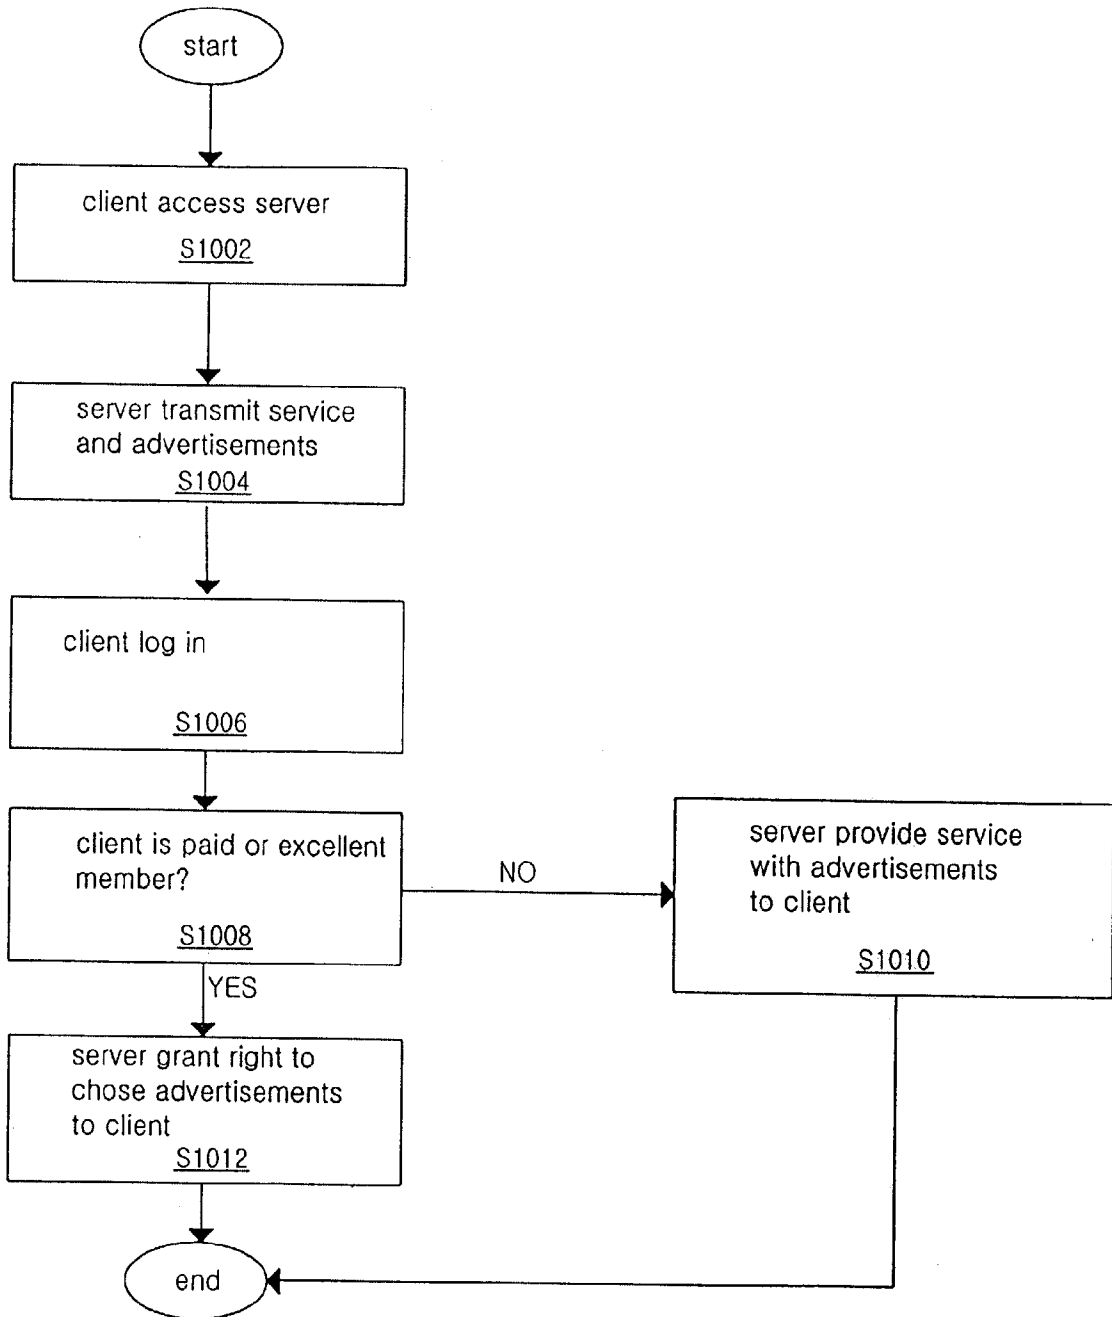 start
client access server
S1002
server transmit service
and advertisements
S1004
client log in
S1006
client is paid or excellent
member?
S1008
NO
server provide service
with advertisements
to client
S1010
YES
server grant right to
chose advertisements
to client
S1012
end